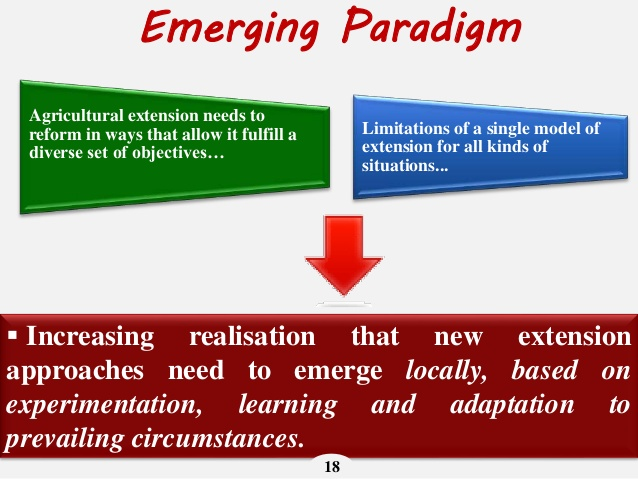 Emerging Paradigm
Agricultural extension needs to
reform in ways that allow it fulfill a
diverse set of objectives…
Limitations of a single model of
extension for all kinds of
situations...
▪ Increasing realisation that new extension
approaches need to emerge locally, based on
experimentation, learning and adaptation to
prevailing circumstances.
18